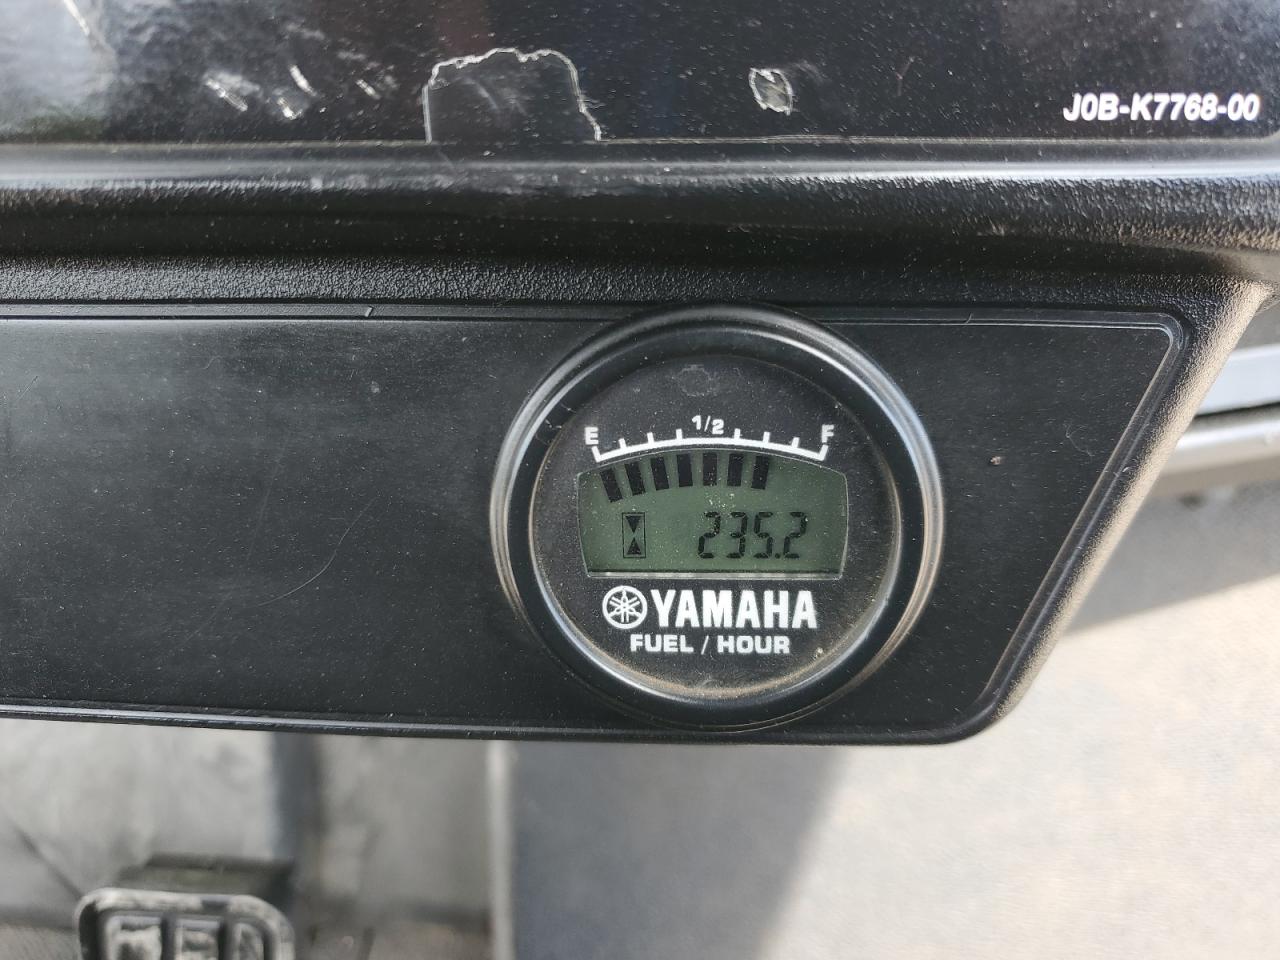 J0B-K7768-00
E 1/2 F
235.2
YAMAHA
FUEL / HOUR